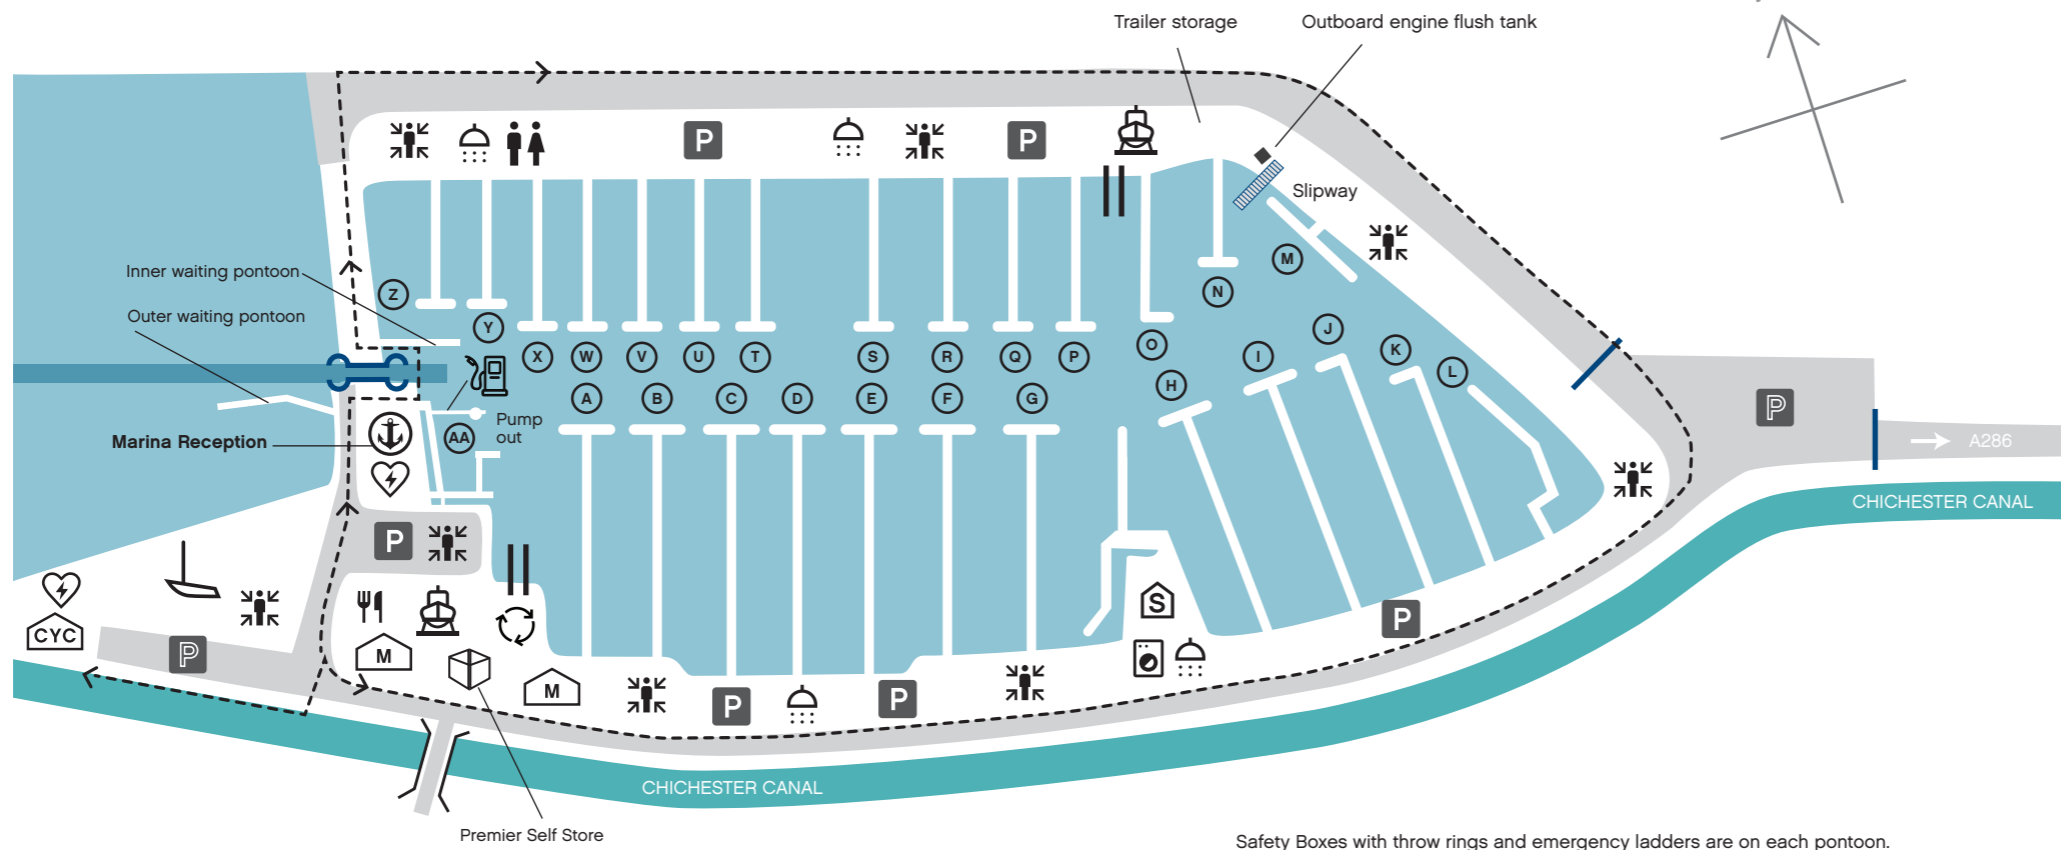 Trailer storage
Outboard engine flush tank
P
P
Slipway
Inner waiting pontoon
Outer waiting pontoon
Z
Y
M
N
X
W
V
U
T
S
R
Q
P
O
I
J
K
L
H
A
B
C
D
E
F
G
Marina Reception
AA
Pump
out
P
A286
CHICHESTER CANAL
P
CYC
P
M
M
S
P
P
P
CHICHESTER CANAL
Premier Self Store
Safety Boxes with throw rings and emergency ladders are on each pontoon.